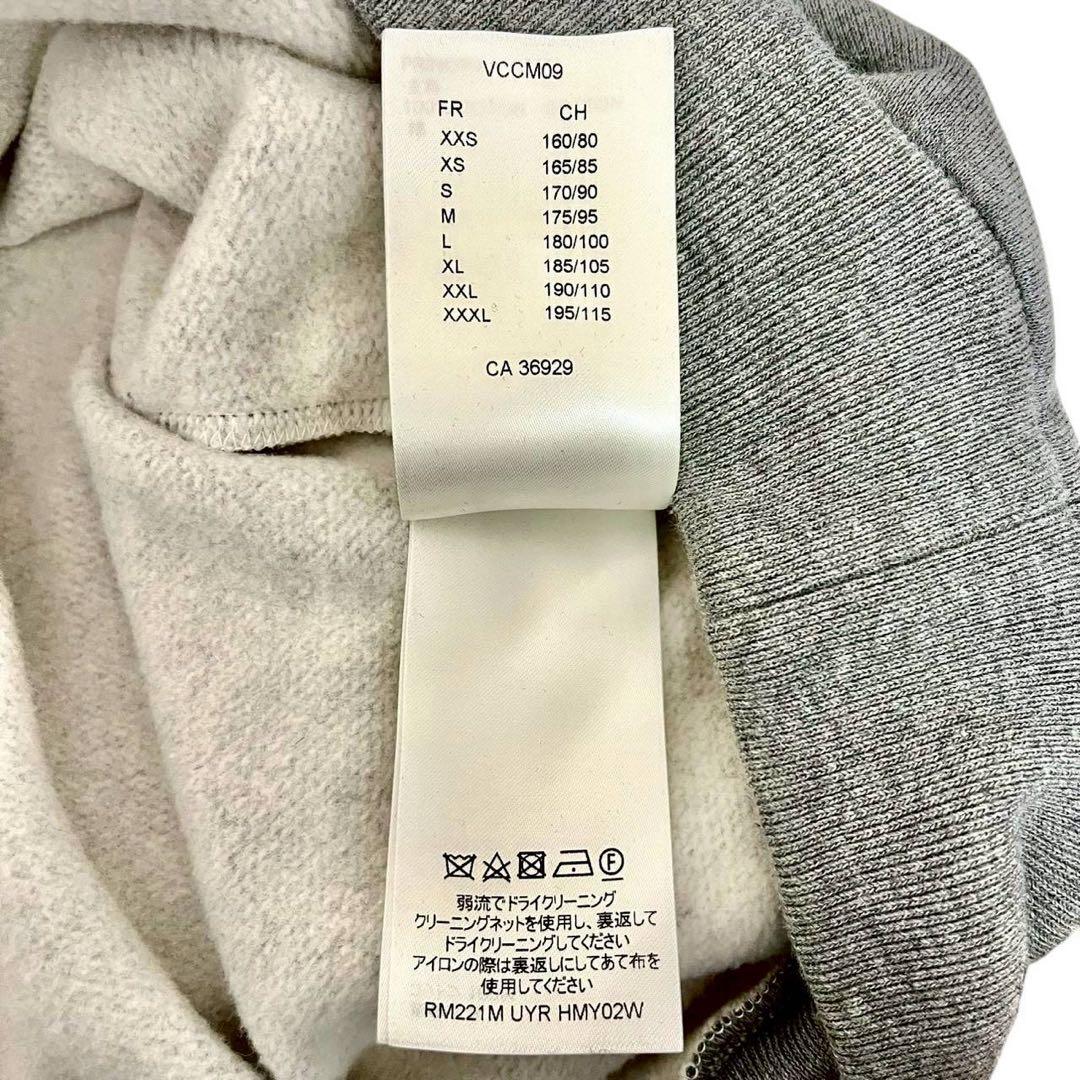 VCCM09
FR CH
XXS 160/80
XS 165/85
S 170/90
M 175/95
L 180/100
XL 185/105
XXL 190/110
XXXL 195/115
CA 36929
F
弱流でドライクリーニング
クリーニングネットを使用し、裏返して
ドライクリーニングしてください
アイロンの際は裏返しにしてあて布を
使用してください
RM221M UYR HMY02W